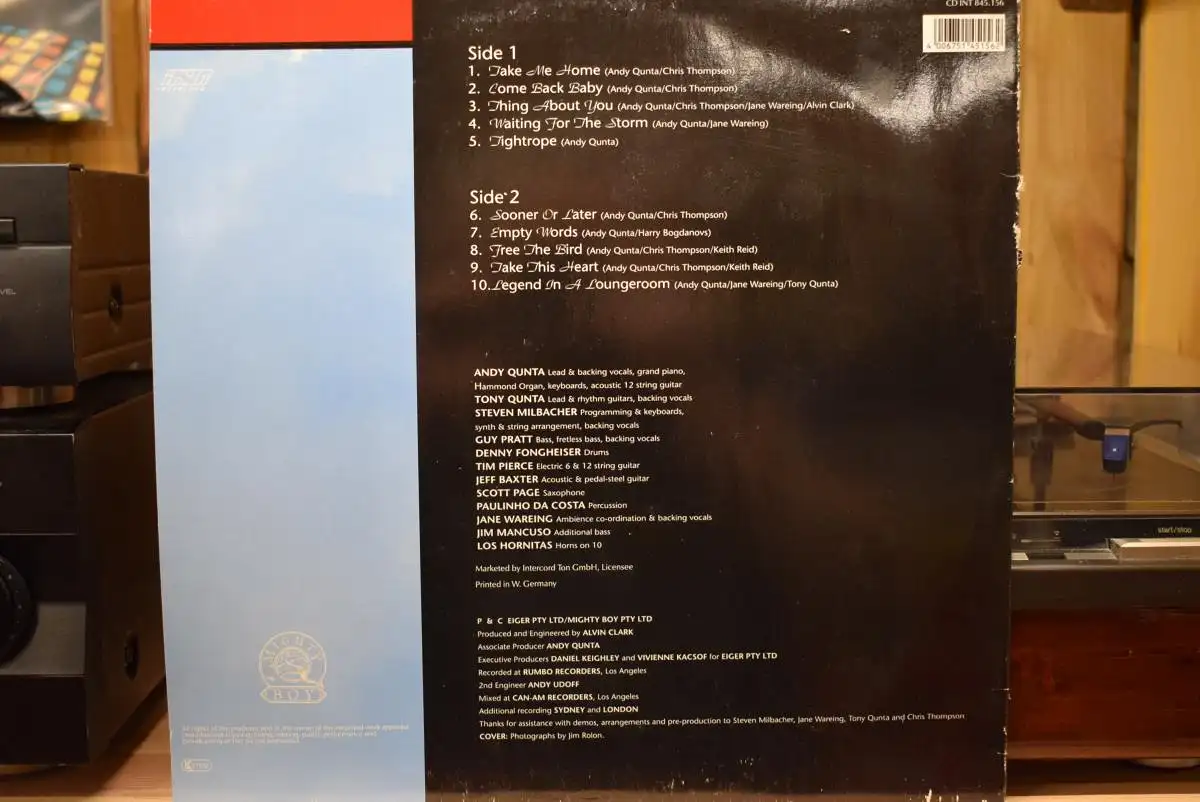 CD INT 845.156
4 006751 451562
Side 1
1. Take Me Home (Andy Qunta/Chris Thompson)
2. Come Back Baby (Andy Qunta/Chris Thompson)
3. Thing About You (Andy Qunta/Chris Thompson/Jane Wareing/Alvin Clark)
4. Waiting For The Storm (Andy Qunta/Jane Wareing)
5. Tightrope (Andy Qunta)
Side 2
6. Sooner Or Later (Andy Qunta/Chris Thompson)
7. Empty Words (Andy Qunta/Harry Bogdanovs)
8. Free The Bird (Andy Qunta/Chris Thompson/Keith Reid)
9. Take This Heart (Andy Qunta/Chris Thompson/Keith Reid)
10. Legend In A Loungeroom (Andy Qunta/Jane Wareing/Tony Qunta)
ANDY QUNTA Lead & backing vocals, grand piano,
Hammond Organ, keyboards, acoustic 12 string guitar
TONY QUNTA Lead & rhythm guitars, backing vocals
STEVEN MILBACHER Programming & keyboards,
synth & string arrangement, backing vocals
GUY PRATT Bass, fretless bass, backing vocals
DENNY FONGHEISER Drums
TIM PIERCE Electric 6 & 12 string guitar
JEFF BAXTER Acoustic & pedal-steel guitar
SCOTT PAGE Saxophone
PAULINHO DA COSTA Percussion
JANE WAREING Ambience co-ordination & backing vocals
JIM MANCUSO Additional bass
LOS HORNITAS Horns on 10
Marketed by Intercord Ton GmbH, Licensee
Printed in W. Germany
P & C EIGER PTY LTD/MIGHTY BOY PTY LTD
Produced and Engineered by ALVIN CLARK
Associate Producer ANDY QUNTA
Executive Producers DANIEL KEIGHLEY and VIVIENNE KACSOF for EIGER PTY LTD
Recorded at RUMBO RECORDERS, Los Angeles
2nd Engineer ANDY UDOFF
Mixed at CAN-AM RECORDERS, Los Angeles
Additional recording SYDNEY and LONDON
Thanks for assistance with demos, arrangements and pre-production to Steven Milbacher, Jane Wareing, Tony Qunta and Chris Thompson
COVER: Photographs by Jim Rolon.
MIGHTY
BOY
start/stop